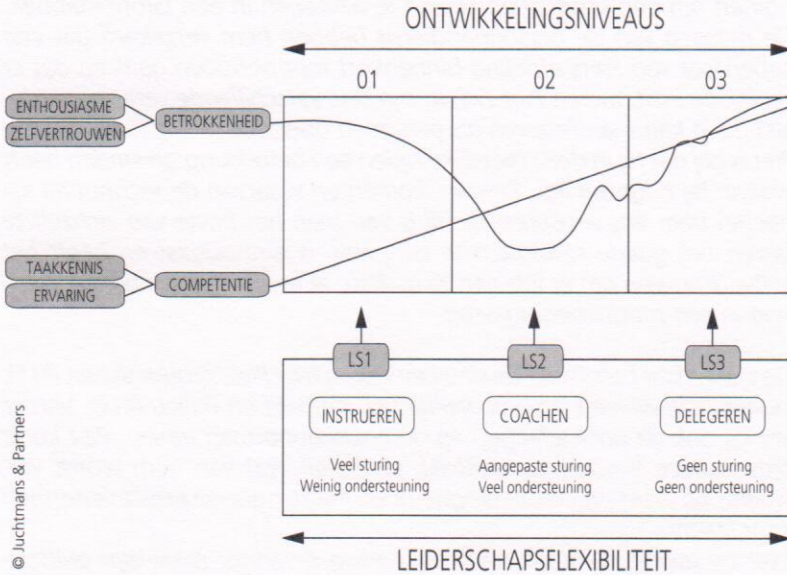 ONTWIKKELINGSNIVEAUS
01 02 03
ENTHOUSIASME
ZELFVERTROUWEN
BETROKKENHEID
TAAKKENNIS
ERVARING
COMPETENTIE
LS1 LS2 LS3
INSTRUEREN COACHEN DELEGEREN
Veel sturing Aangepaste sturing Geen sturing
Weinig ondersteuning Veel ondersteuning Geen ondersteuning
LEIDERSCHAPSFLEXIBILITEIT
© Juchtmans & Partners